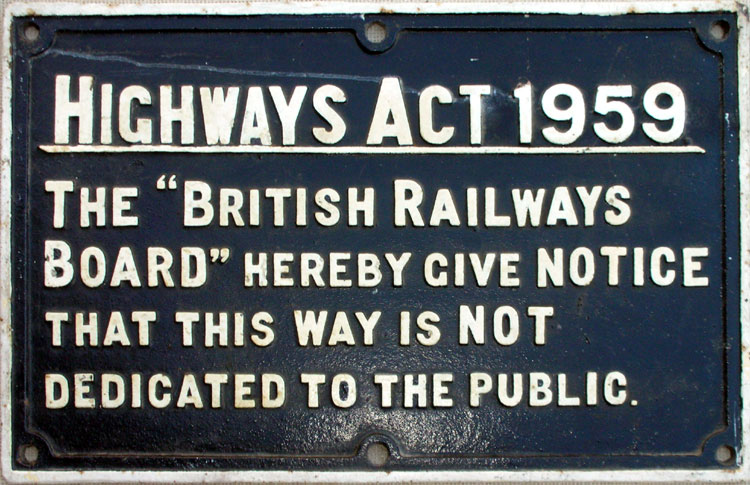 HIGHWAYS ACT 1959
THE “BRITISH RAILWAYS
BOARD” HEREBY GIVE NOTICE
THAT THIS WAY IS NOT
DEDICATED TO THE PUBLIC.